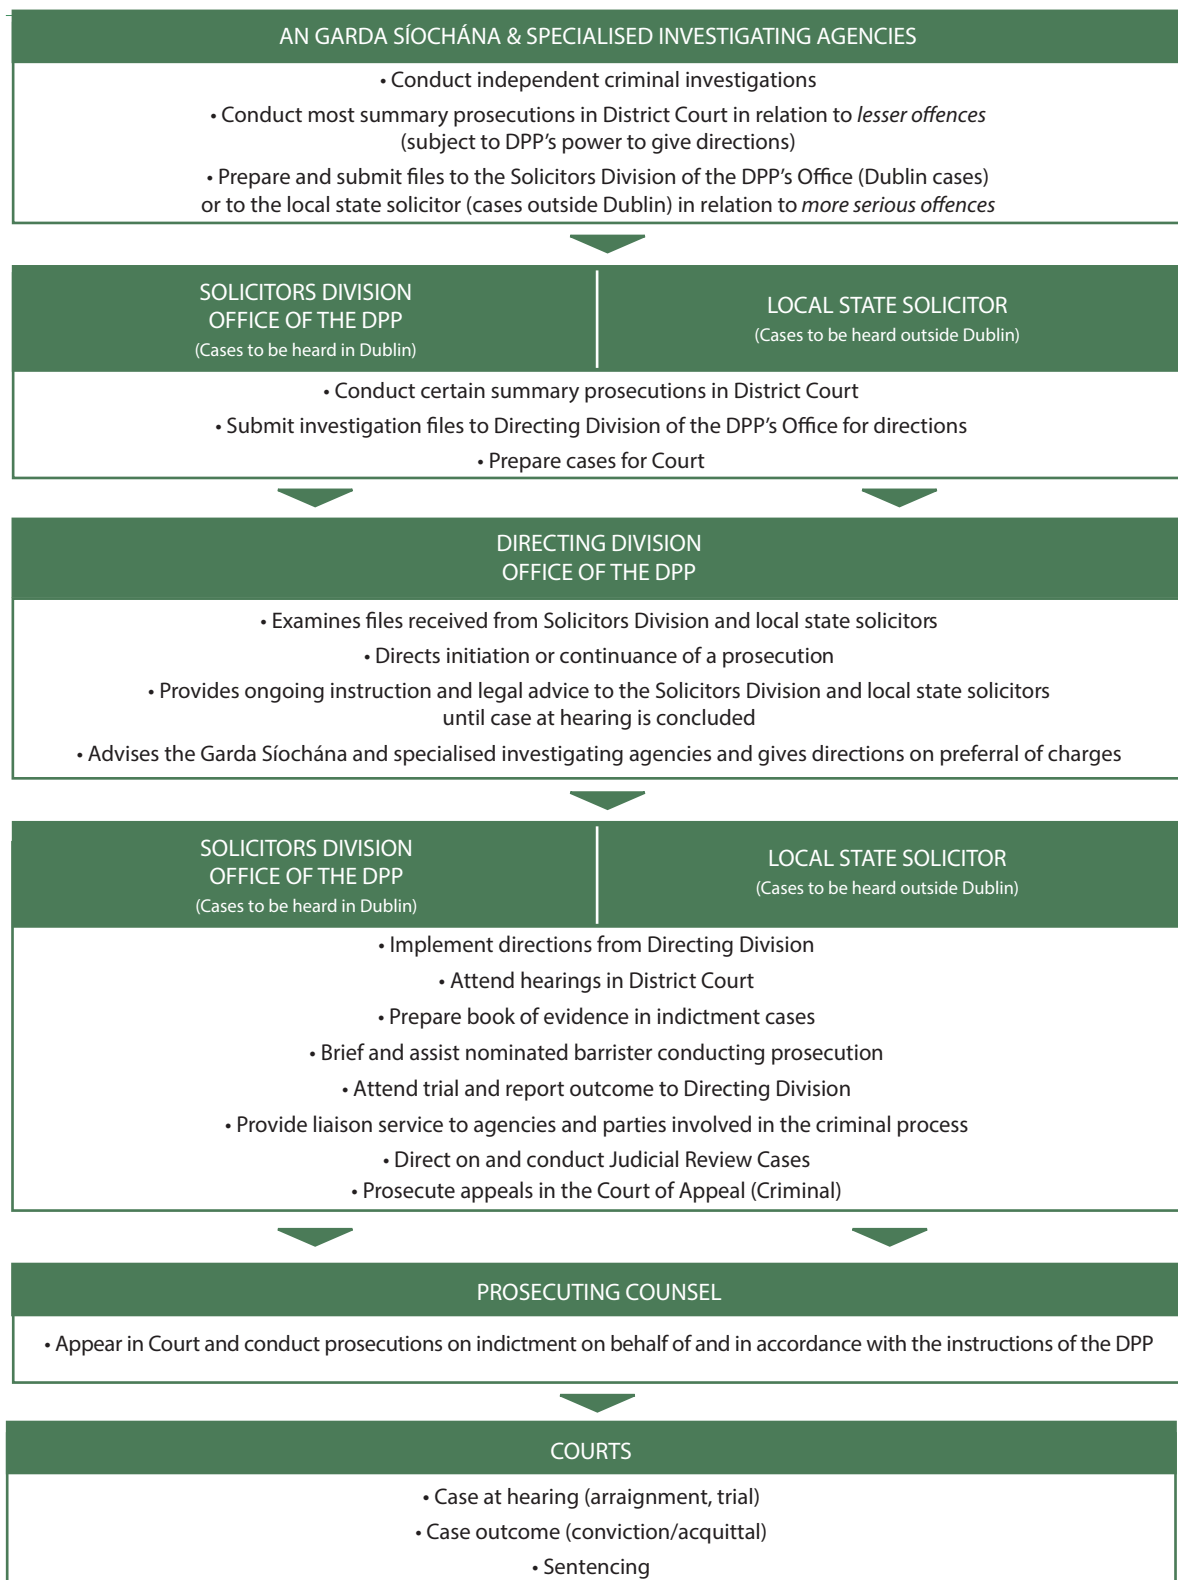 AN GARDA SÍOCHÁNA & SPECIALISED INVESTIGATING AGENCIES
• Conduct independent criminal investigations
• Conduct most summary prosecutions in District Court in relation to lesser offences
(subject to DPP’s power to give directions)
• Prepare and submit files to the Solicitors Division of the DPP’s Office (Dublin cases)
or to the local state solicitor (cases outside Dublin) in relation to more serious offences
SOLICITORS DIVISION
OFFICE OF THE DPP
(Cases to be heard in Dublin)
LOCAL STATE SOLICITOR
(Cases to be heard outside Dublin)
• Conduct certain summary prosecutions in District Court
• Submit investigation files to Directing Division of the DPP’s Office for directions
• Prepare cases for Court
DIRECTING DIVISION
OFFICE OF THE DPP
• Examines files received from Solicitors Division and local state solicitors
• Directs initiation or continuance of a prosecution
• Provides ongoing instruction and legal advice to the Solicitors Division and local state solicitors
until case at hearing is concluded
• Advises the Garda Síochána and specialised investigating agencies and gives directions on preferral of charges
SOLICITORS DIVISION
OFFICE OF THE DPP
(Cases to be heard in Dublin)
LOCAL STATE SOLICITOR
(Cases to be heard outside Dublin)
• Implement directions from Directing Division
• Attend hearings in District Court
• Prepare book of evidence in indictment cases
• Brief and assist nominated barrister conducting prosecution
• Attend trial and report outcome to Directing Division
• Provide liaison service to agencies and parties involved in the criminal process
• Direct on and conduct Judicial Review Cases
• Prosecute appeals in the Court of Appeal (Criminal)
PROSECUTING COUNSEL
• Appear in Court and conduct prosecutions on indictment on behalf of and in accordance with the instructions of the DPP
COURTS
• Case at hearing (arraignment, trial)
• Case outcome (conviction/acquittal)
• Sentencing